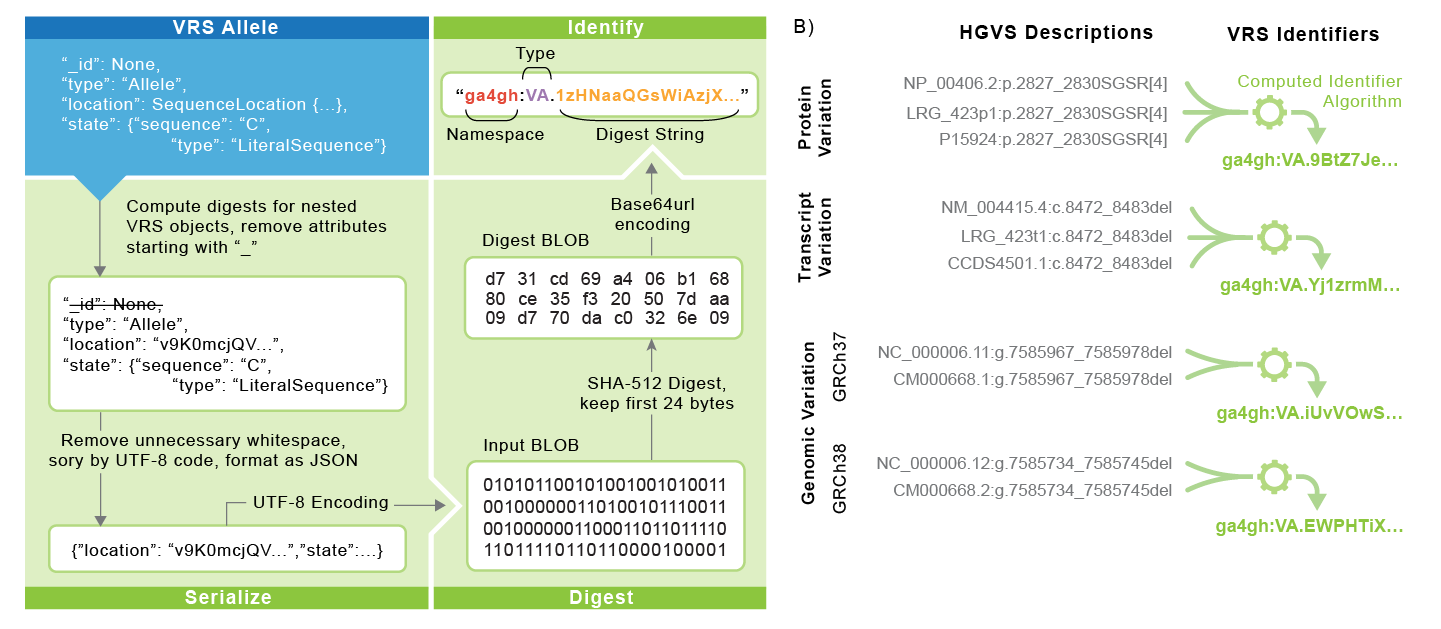 VRS Allele
“_id”: None,
“type”: “Allele”,
“location”: SequenceLocation {...},
“state”: {“sequence”: “C”,
“type”: “LiteralSequence”}
Compute digests for nested
VRS objects, remove attributes
starting with “_”
“_id”: None,
“type”: “Allele”,
“location”: “v9K0mcjQV...”,
“state”: {“sequence”: “C”,
“type”: “LiteralSequence”}
Remove unnecessary whitespace,
sory by UTF-8 code, format as JSON
UTF-8 Encoding
{”location”: “v9K0mcjQV...”,”state”:...}
Serialize
Identify
Type
“ga4gh:VA.1zHNaaQGsWiAzjX...”
Namespace
Digest String
Base64url
encoding
Digest BLOB
d7 31 cd 69 a4 06 b1 68
80 ce 35 f3 20 50 7d aa
09 d7 70 da c0 32 6e 09
SHA-512 Digest,
keep first 24 bytes
Input BLOB
010101100101001001010011
001000000110100101110011
001000000110001101101110
110111101101100001000001
Digest
B)
HGVS Descriptions
VRS Identifiers
Protein
Variation
NP_00406.2:p.2827_2830SGSR[4]
LRG_423p1:p.2827_2830SGSR[4]
P15924:p.2827_2830SGSR[4]
Computed Identifier
Algorithm
ga4gh:VA.9BtZ7Je...
Transcript
Variation
NM_004415.4:c.8472_8483del
LRG_423t1:c.8472_8483del
CCDS4501.1:c.8472_8483del
ga4gh:VA.Yj1zrmM...
Genomic Variation
GRCh37
NC_000006.11:g.7585967_7585978del
CM000668.1:g.7585967_7585978del
ga4gh:VA.iUvVOwS...
GRCh38
NC_000006.12:g.7585734_7585745del
CM000668.2:g.7585734_7585745del
ga4gh:VA.EWPHTiX...